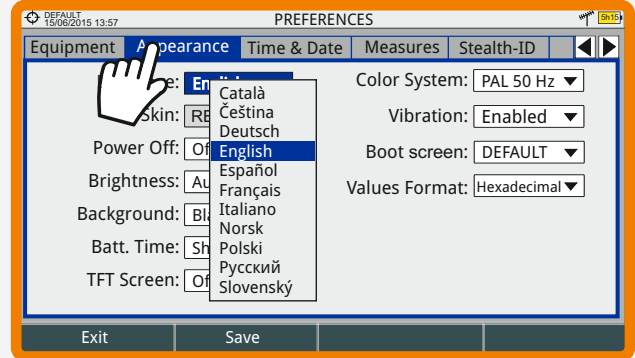 DEFAULT
15/06/2015 13:57
PREFERENCES
5h15
Equipment Appearance Time & Date Measures Stealth-ID
Color System: PAL 50 Hz
Skin:
Vibration: Enabled
Power Off:
Boot screen: DEFAULT
Brightness:
Values Format: Hexadecimal
Background:
Batt. Time:
TFT Screen:
Català
Čeština
Deutsch
English
Español
Français
Italiano
Norsk
Polski
Русский
Slovenský
Exit Save